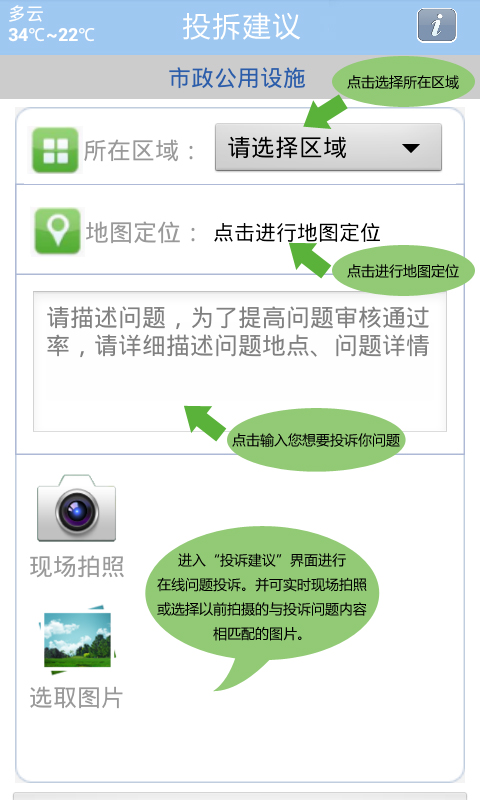 多云
34℃~22℃
投拆建议
市政公用设施
点击选择所在区域
所在区域：
请选择区域
地图定位：
点击进行地图定位
点击进行地图定位
请描述问题，为了提高问题审核通过
率，请详细描述问题地点、问题详情
点击输入您想要投诉你问题
现场拍照
进入“投诉建议”界面进行
在线问题投诉。并可实时现场拍照
或选择以前拍摄的与投诉问题内容
相匹配的图片。
选取图片